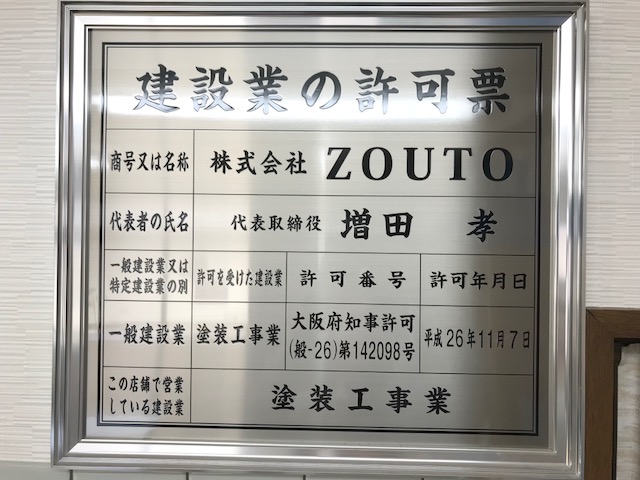 建設業の許可票
商号又は名称 株式会社 ZOUTO
代表者の氏名 代表取締役 増田 孝
一般建設業又は
特定建設業の別
許可を受けた建設業 許可番号 許可年月日
一般建設業 塗装工事業
大阪府知事許可
(般-26)第142098号
平成26年11月7日
この店舗で営業
している建設業
塗装工事業